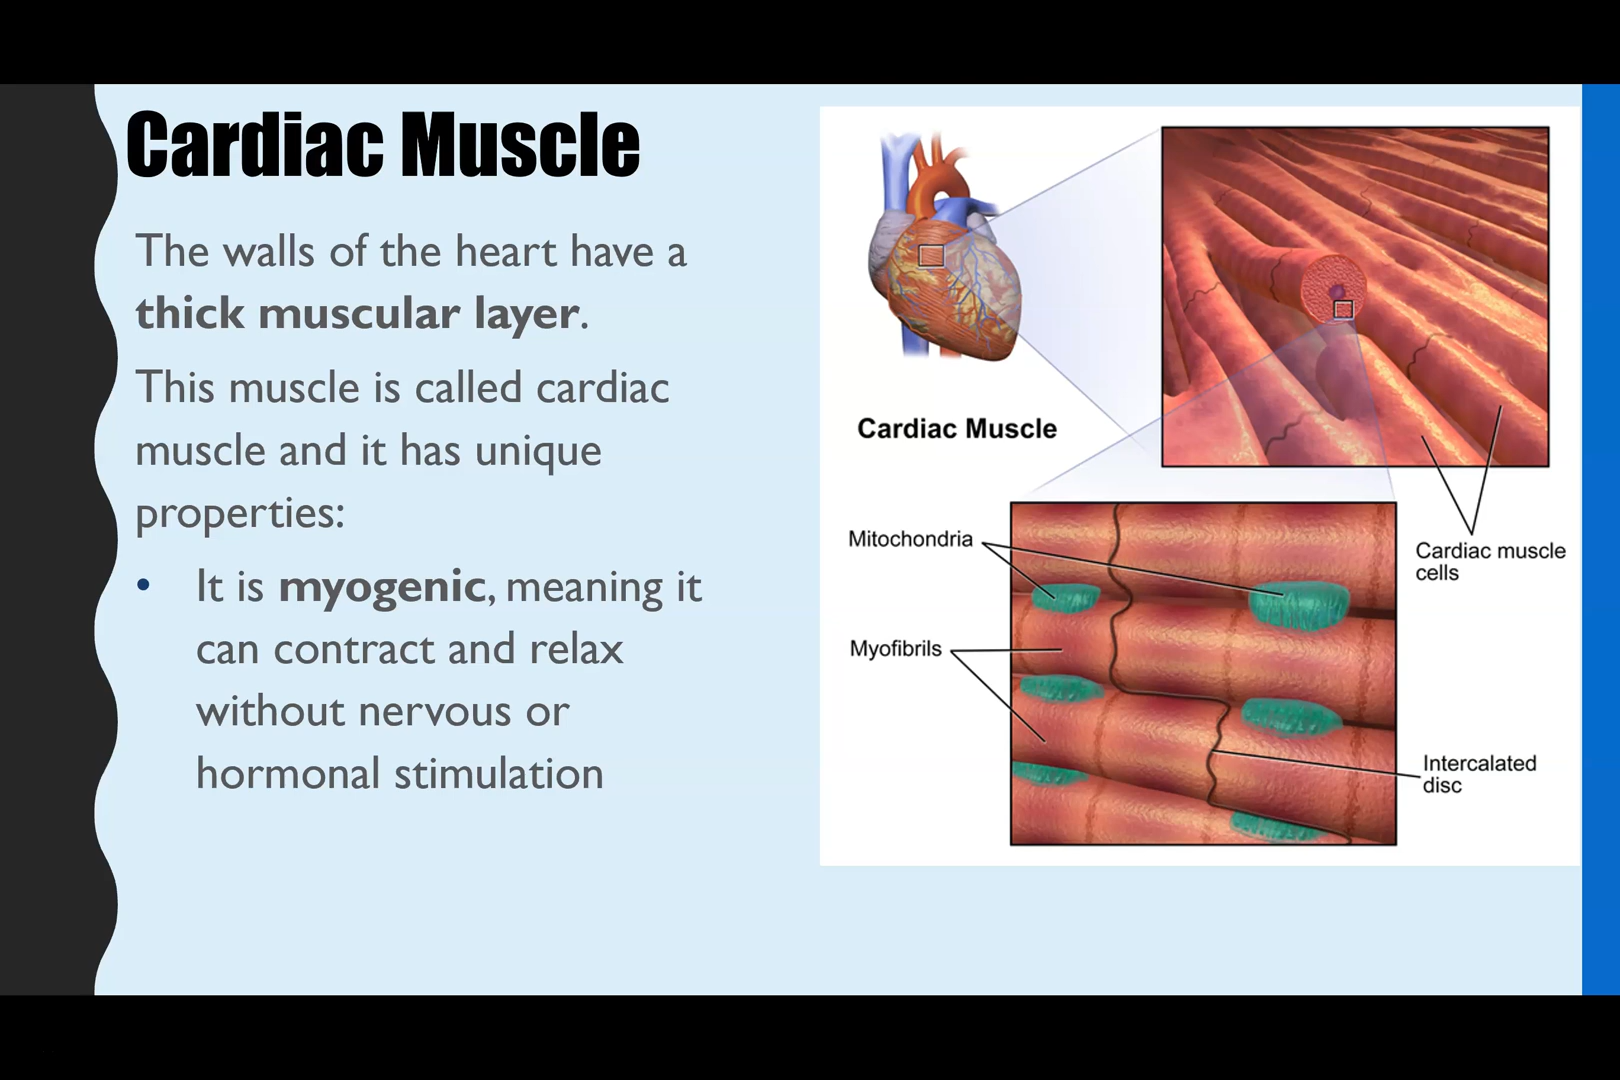 Cardiac Muscle
The walls of the heart have a
thick muscular layer.
This muscle is called cardiac
muscle and it has unique
properties:
• It is myogenic, meaning it
can contract and relax
without nervous or
hormonal stimulation
Cardiac Muscle
Mitochondria
Myofibrils
Cardiac muscle
cells
Intercalated
disc